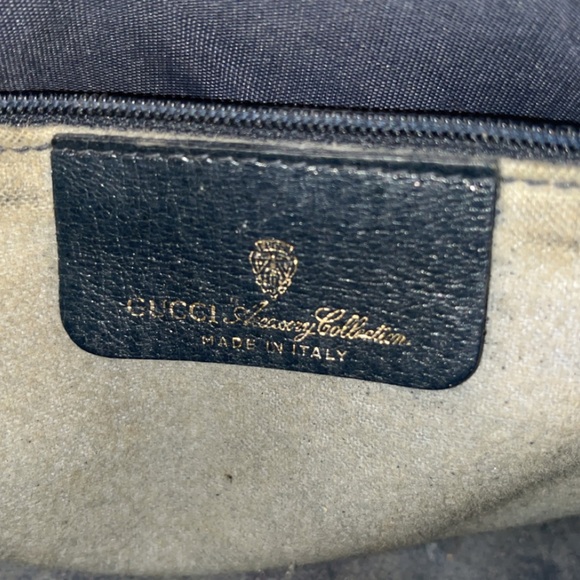 GUCCI Accessory Collection
MADE IN ITALY